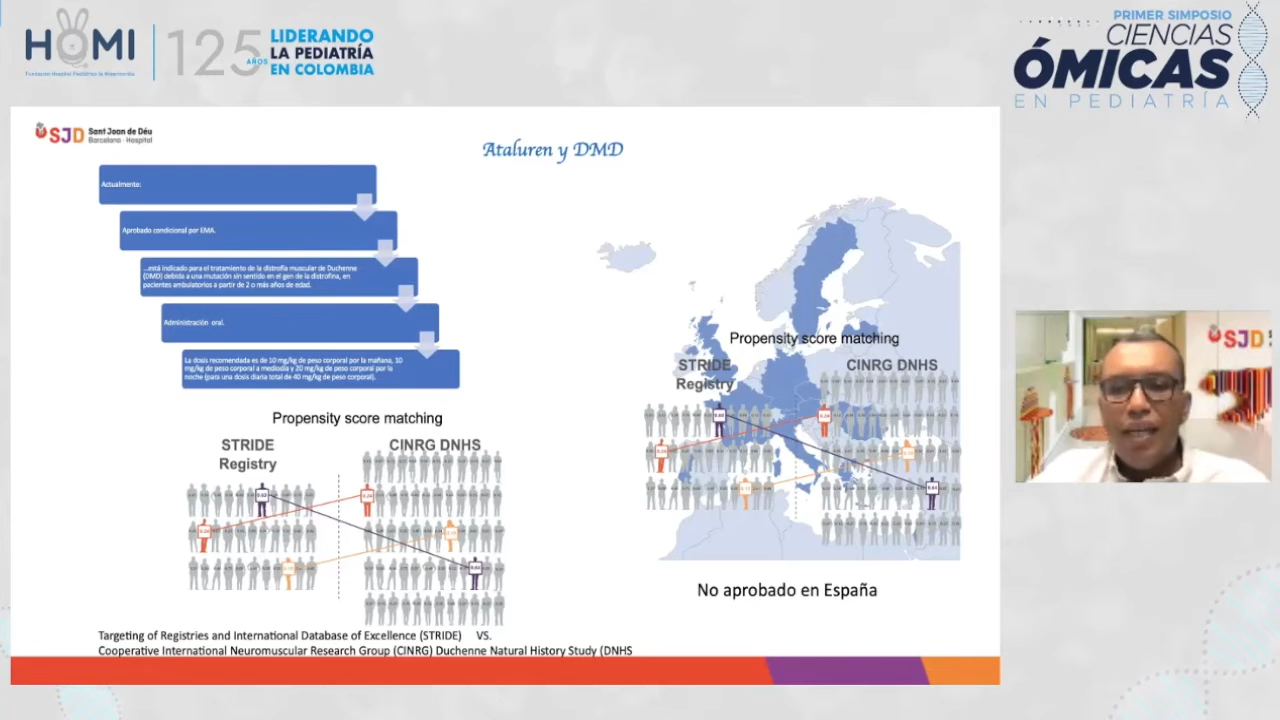 HOMI
Fundación Hospital Pediátrico la Misericordia
125
AÑOS
LIDERANDO
LA PEDIATRÍA
EN COLOMBIA
PRIMER SIMPOSIO
CIENCIAS
ÓMICAS
EN PEDIATRÍA
SJD
Sant Joan de Déu
Barcelona · Hospital
Ataluren y DMD
Actualmente:
Aprobado condicional por EMA.
...está indicado para el tratamiento de la distrofia muscular de Duchenne
(DMD) debida a una mutación sin sentido en el gen de la distrofina, en
pacientes ambulatorios a partir de 2 o más años de edad.
Administración oral.
La dosis recomendada es de 10 mg/kg de peso corporal por la mañana, 10
mg/kg de peso corporal a mediodía y 20 mg/kg de peso corporal por la
noche (para una dosis diaria total de 40 mg/kg de peso corporal).
Propensity score matching
STRIDE
Registry
CINRG DNHS
Propensity score matching
STRIDE
Registry
CINRG DNHS
No aprobado en España
Targeting of Registries and International Database of Excellence (STRIDE) VS.
Cooperative International Neuromuscular Research Group (CINRG) Duchenne Natural History Study (DNHS
SJD